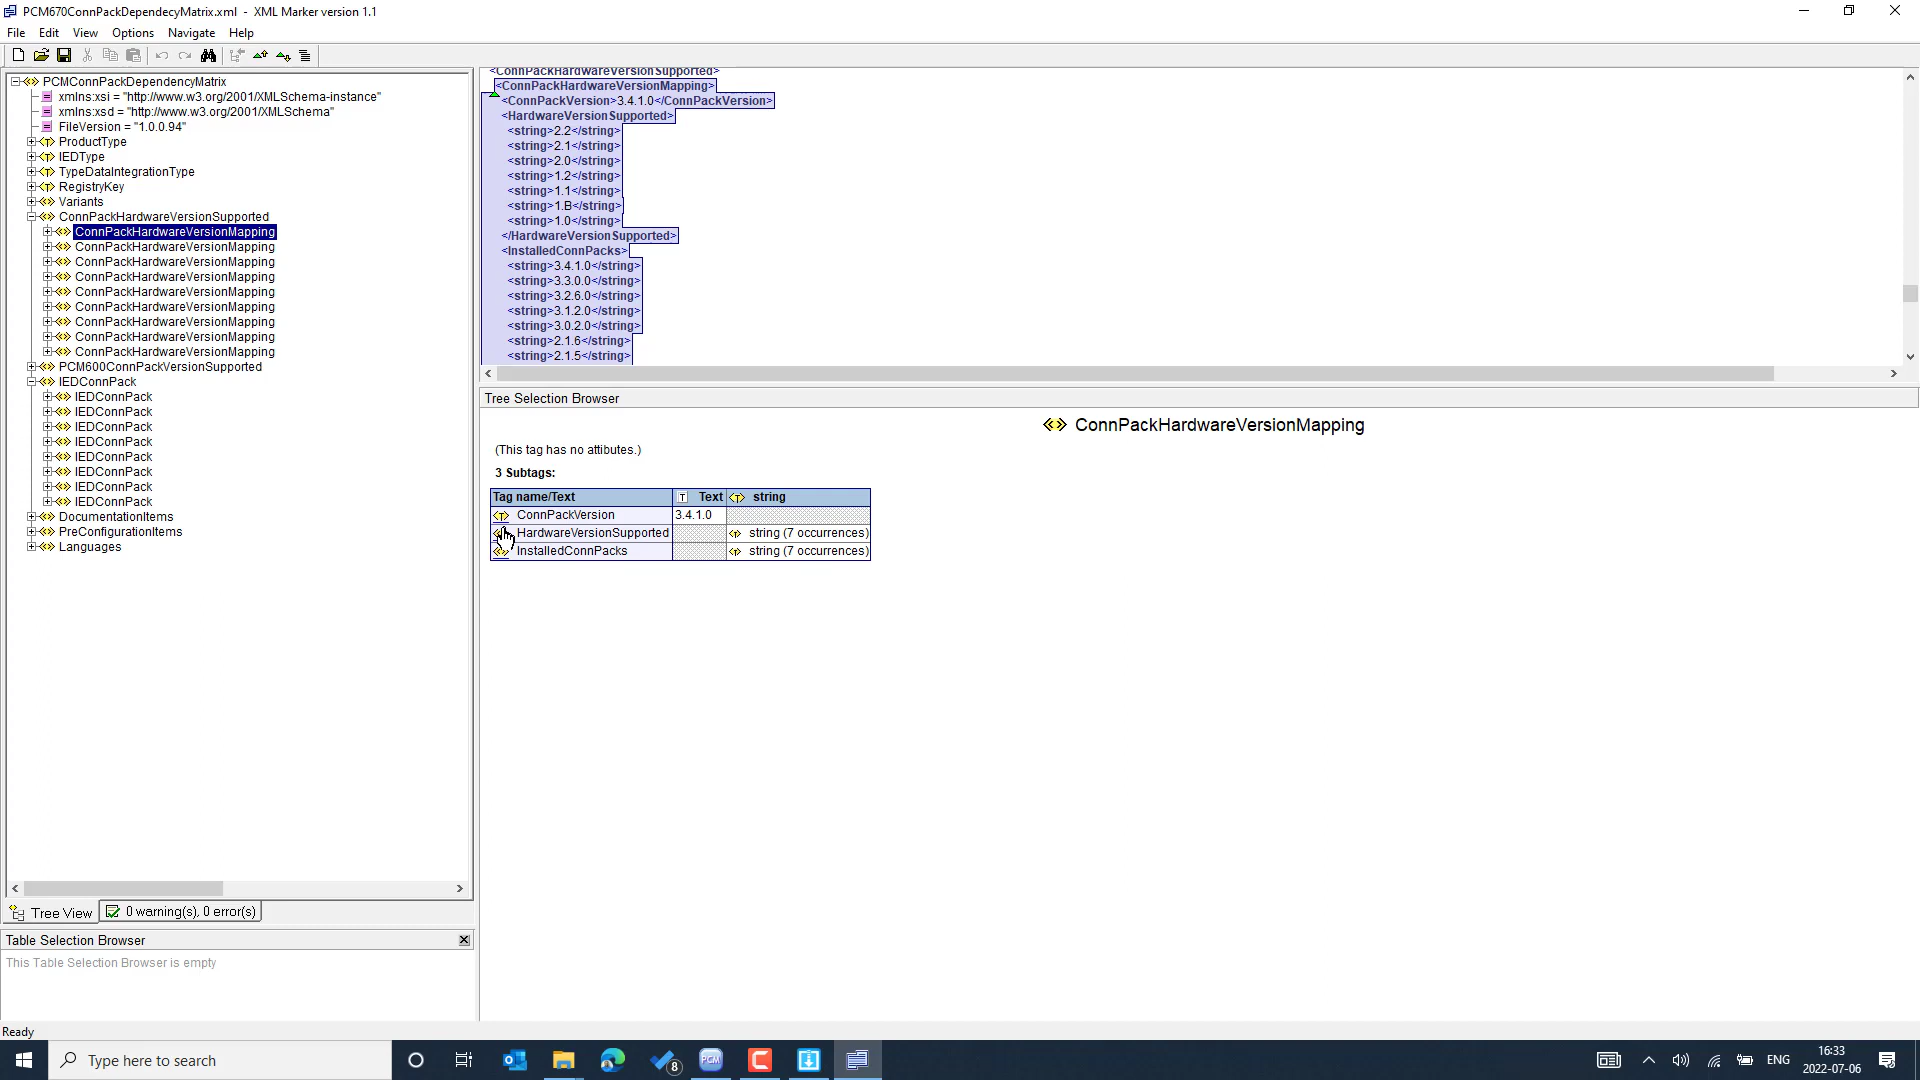 PCM670ConnPackDependecyMatrix.xml - XML Marker version 1.1
File Edit View Options Navigate Help
PCMConnPackDependencyMatrix
xmlns:xsi = "http://www.w3.org/2001/XMLSchema-instance"
xmlns:xsd = "http://www.w3.org/2001/XMLSchema"
FileVersion = "1.0.0.94"
ProductType
IEDType
TypeDataIntegrationType
RegistryKey
Variants
ConnPackHardwareVersionSupported
ConnPackHardwareVersionMapping
ConnPackHardwareVersionMapping
ConnPackHardwareVersionMapping
ConnPackHardwareVersionMapping
ConnPackHardwareVersionMapping
ConnPackHardwareVersionMapping
ConnPackHardwareVersionMapping
ConnPackHardwareVersionMapping
ConnPackHardwareVersionMapping
PCM600ConnPackVersionSupported
IEDConnPack
IEDConnPack
IEDConnPack
IEDConnPack
IEDConnPack
IEDConnPack
IEDConnPack
IEDConnPack
IEDConnPack
DocumentationItems
PreConfigurationItems
Languages
Tree View 0 warning(s), 0 error(s)
Table Selection Browser
This Table Selection Browser is empty
<ConnPackHardwareVersionSupported>
<ConnPackHardwareVersionMapping>
<ConnPackVersion>3.4.1.0</ConnPackVersion>
<HardwareVersionSupported>
<string>2.2</string>
<string>2.1</string>
<string>2.0</string>
<string>1.2</string>
<string>1.1</string>
<string>1.B</string>
<string>1.0</string>
</HardwareVersionSupported>
<InstalledConnPacks>
<string>3.4.1.0</string>
<string>3.3.0.0</string>
<string>3.2.6.0</string>
<string>3.1.2.0</string>
<string>3.0.2.0</string>
<string>2.1.6</string>
<string>2.1.5</string>
Tree Selection Browser
<> ConnPackHardwareVersionMapping
(This tag has no attibutes.)
3 Subtags:
Tag name/Text T Text <T> string
ConnPackVersion 3.4.1.0
HardwareVersionSupported string (7 occurrences)
InstalledConnPacks string (7 occurrences)
Ready
Type here to search
8
PCM
ENG
16:33
2022-07-06